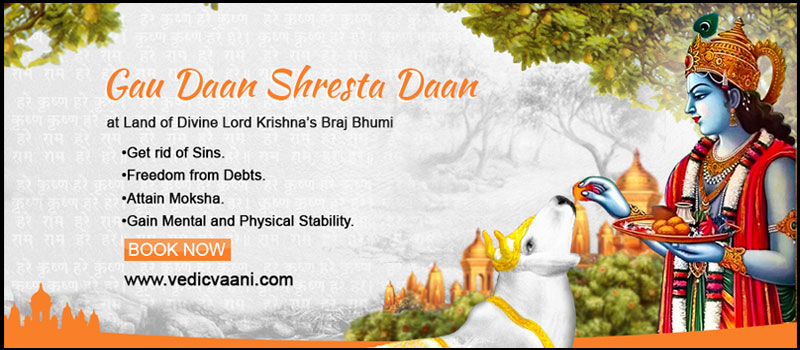 Gau Daan Shresta Daan
at Land of Divine Lord Krishna's Braj Bhumi
•Get rid of Sins.
•Freedom from Debts.
•Attain Moksha.
•Gain Mental and Physical Stability.
BOOK NOW
www.vedicvaani.com